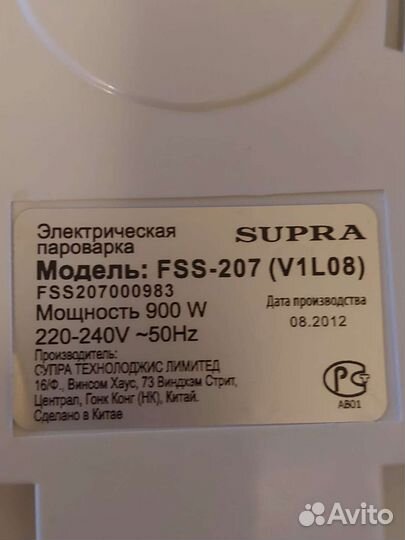 Электрическая
пароварка
SUPRA
Модель: FSS-207 (V1L08)
FSS207000983
Мощность 900 W
220-240V ~50Hz
Дата производства
08.2012
Производитель:
СУПРА ТЕХНОЛОДЖИС ЛИМИТЕД
16/Ф., Винсом Хаус, 73 Виндхэм Стрит,
Централ, Гонк Конг (НК), Китай.
Сделано в Китае
РС
АВ01
Avito